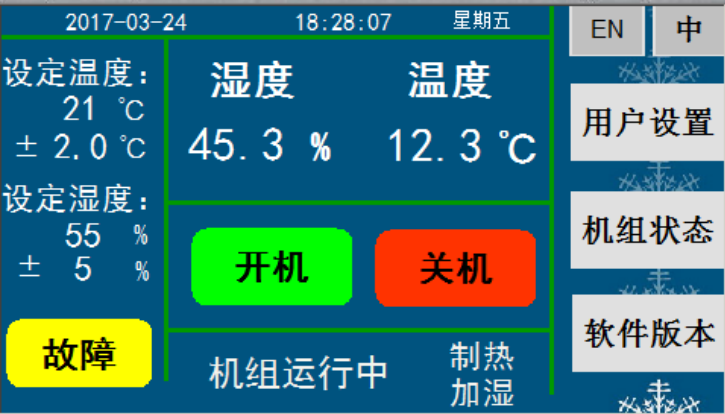 2017-03-24 18:28:07 星期五
EN 中
设定温度：
21 ℃
± 2.0 ℃
设定湿度：
55 %
± 5 %
故障
湿度 温度
45.3 % 12.3 ℃
开机 关机
机组运行中
制热
加湿
用户设置
机组状态
软件版本